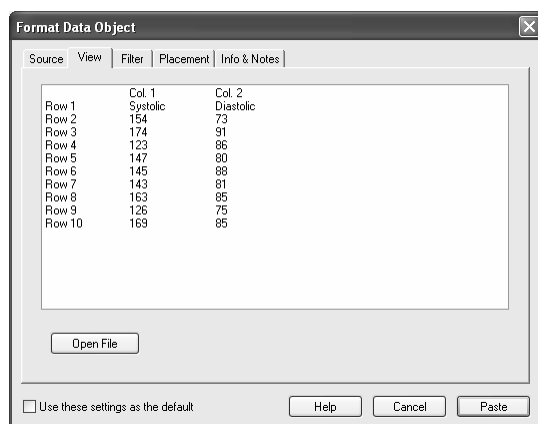 Format Data Object
Source View Filter Placement Info & Notes
Col. 1 Col. 2
Row 1 Systolic Diastolic
Row 2 154 73
Row 3 174 91
Row 4 123 86
Row 5 147 80
Row 6 145 88
Row 7 143 81
Row 8 163 85
Row 9 126 75
Row 10 169 85
Open File
Use these settings as the default Help Cancel Paste